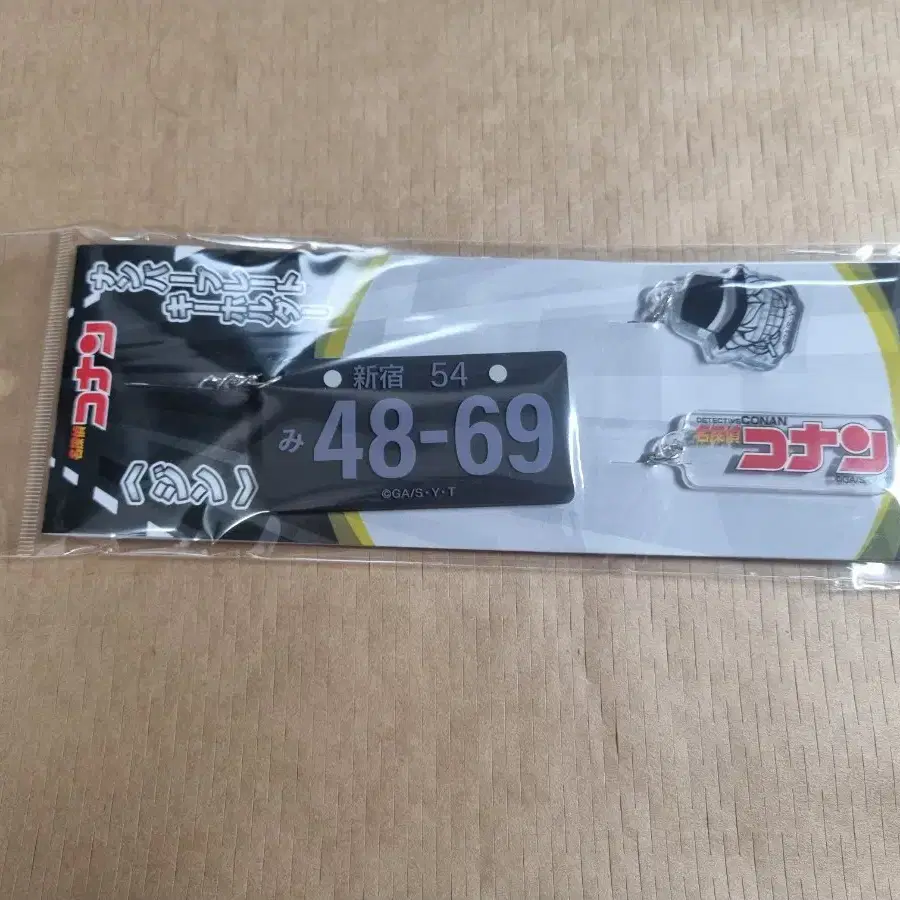 ナンバープレート
キーホルダー
名探偵
コナン
〈ジン〉
新宿 54
み 48-69
©GA/S・Y・T
DETECTIVE CONAN
名探偵
コナン
©GA/S